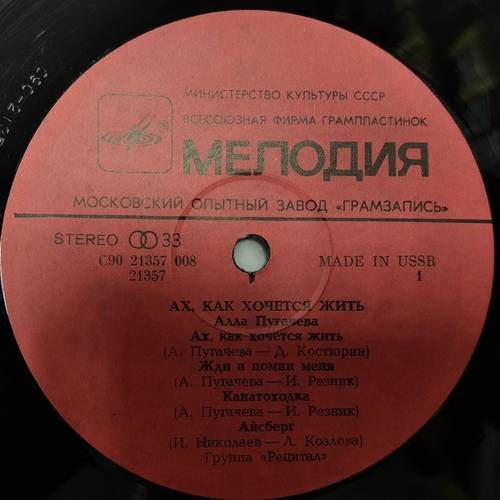 МИНИСТЕРСТВО КУЛЬТУРЫ СССР
ВСЕСОЮЗНАЯ ФИРМА ГРАМПЛАСТИНОК
МЕЛОДИЯ
МОСКОВСКИЙ ОПЫТНЫЙ ЗАВОД «ГРАМЗАПИСЬ»
STEREO 33
С90 21357 008 MADE IN USSR
21357 1
АХ, КАК ХОЧЕТСЯ ЖИТЬ
Алла Пугачева
Ах, как хочется жить
(А. Пугачева — Д. Костюрин)
Жди и помни меня
(А. Пугачева — И. Резник)
Канатоходка
(А. Пугачева — И. Резник)
Айсберг
(И. Николаев — Л. Козлова)
Группа «Рецитал»